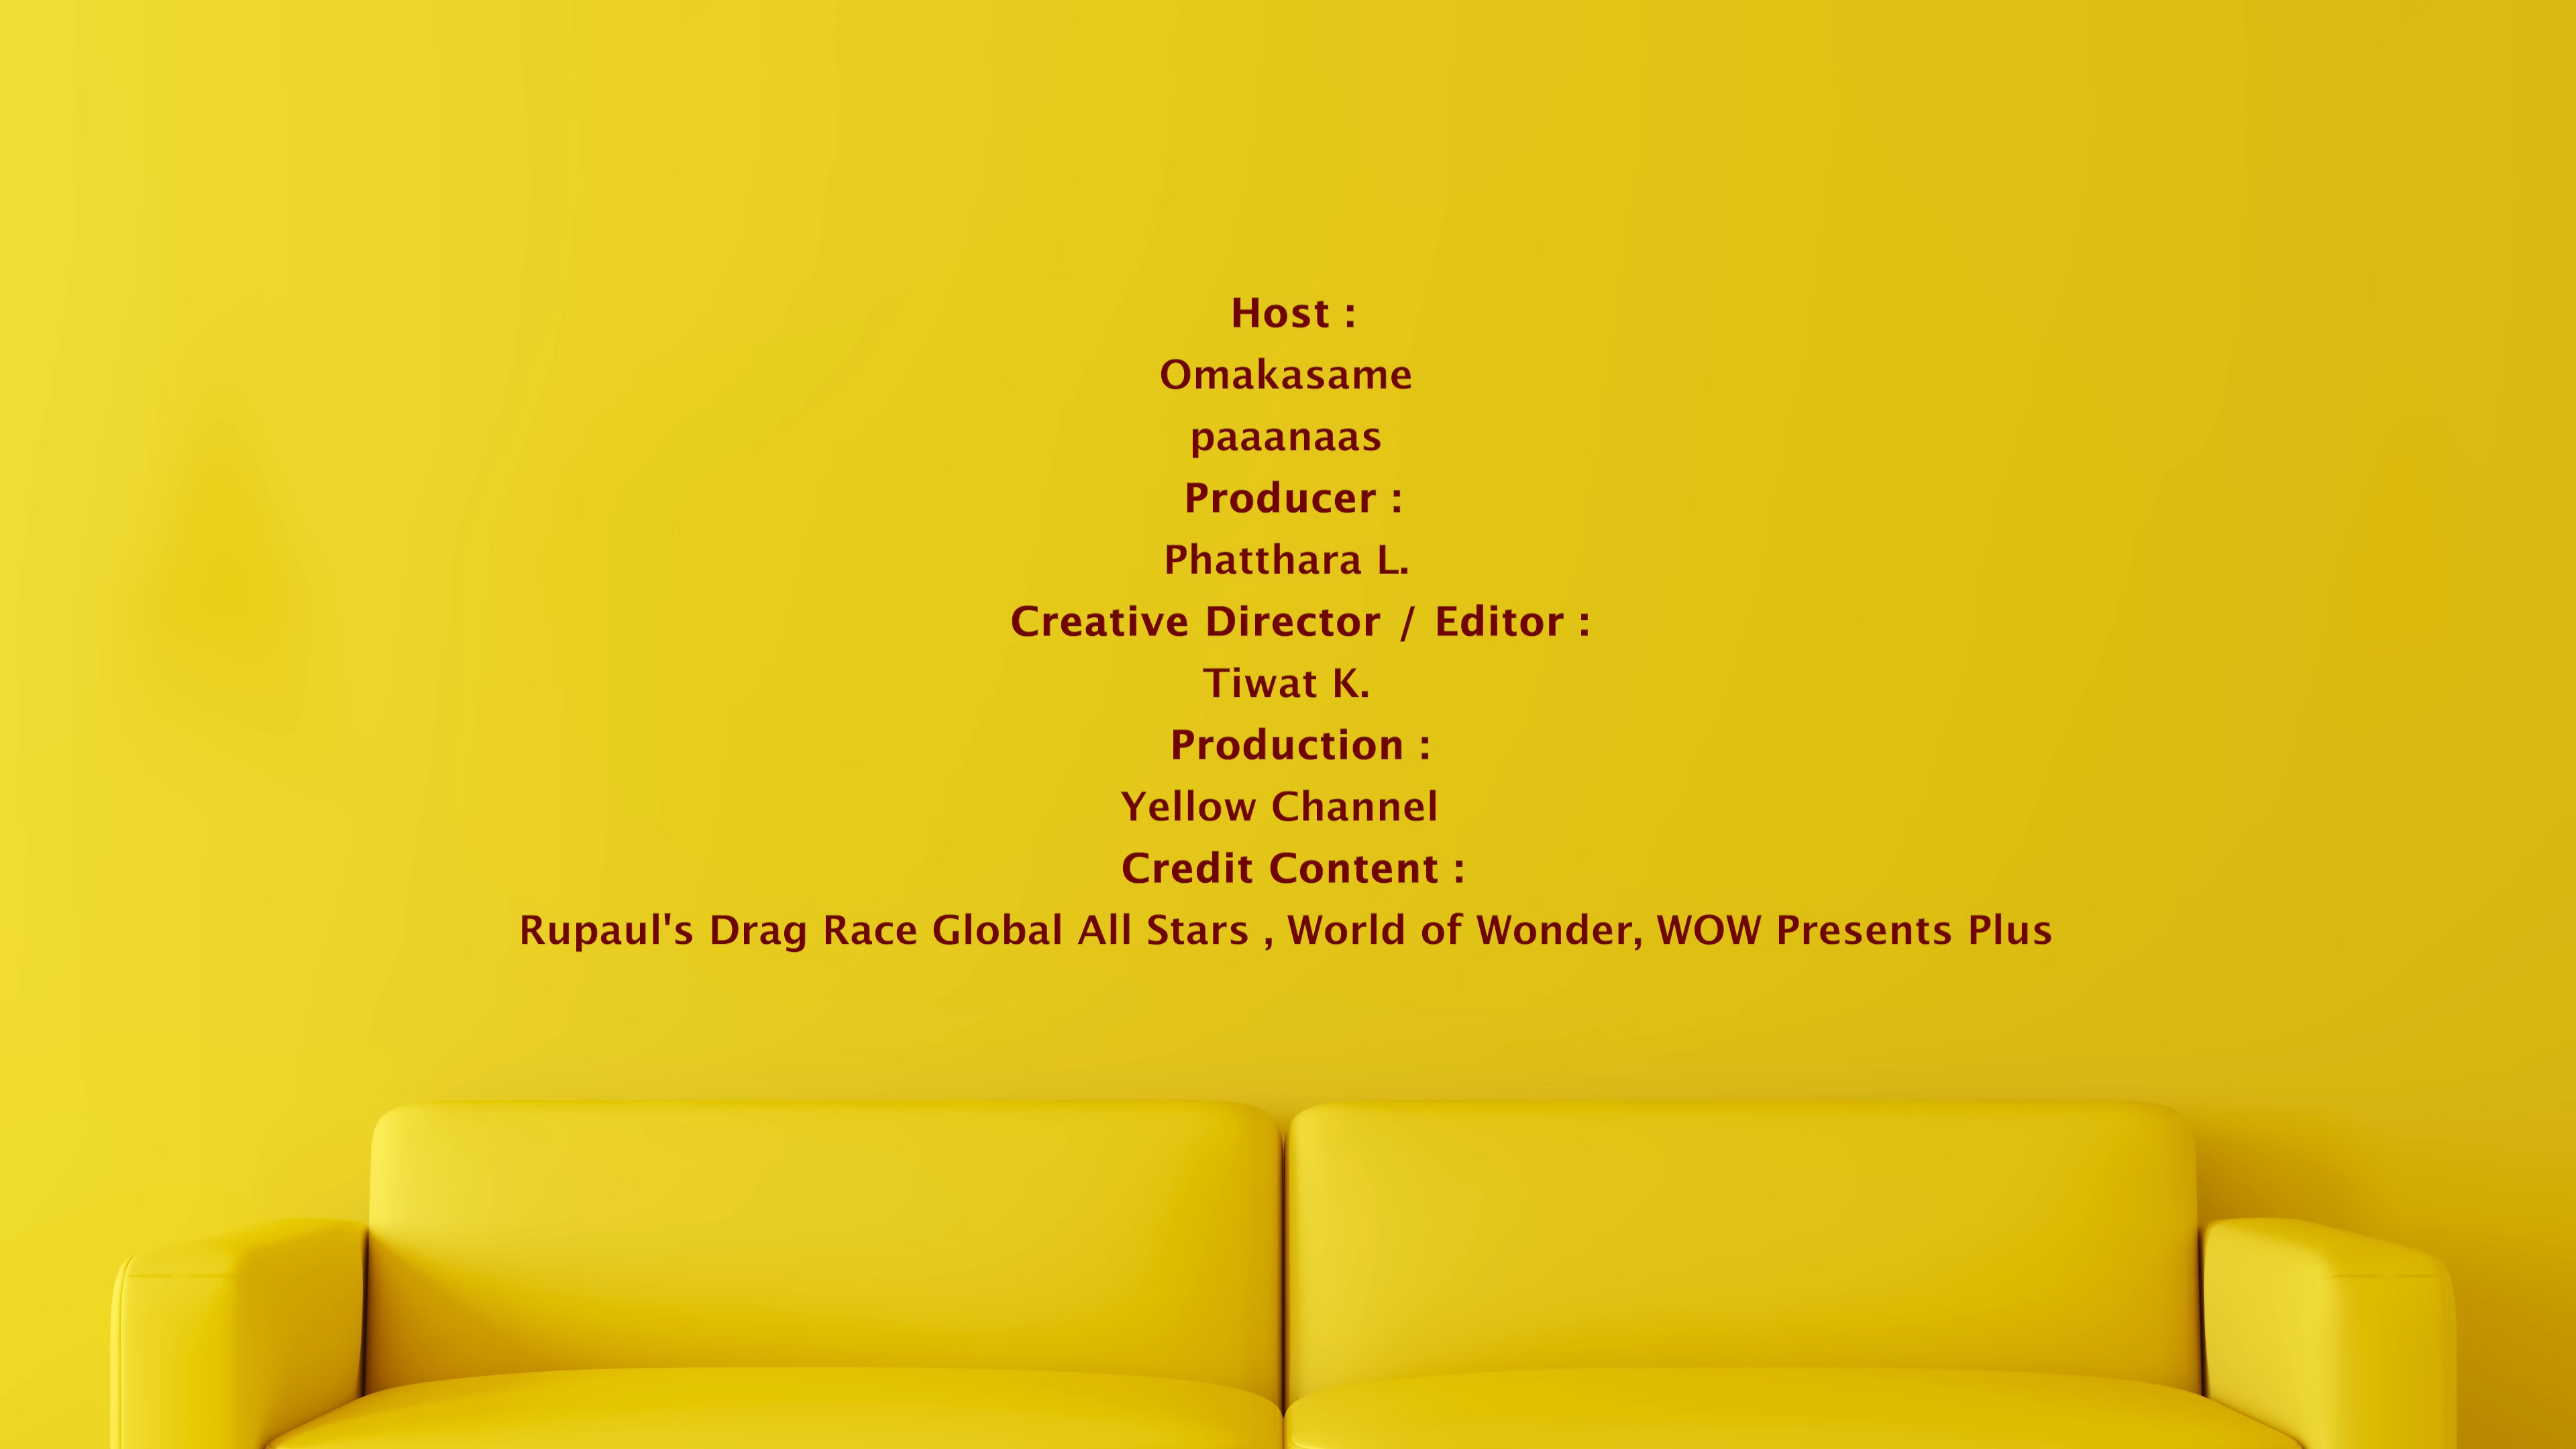 Host :
Omakasame
paaanaas
Producer :
Phatthara L.
Creative Director / Editor :
Tiwat K.
Production :
Yellow Channel
Credit Content :
Rupaul's Drag Race Global All Stars , World of Wonder, WOW Presents Plus